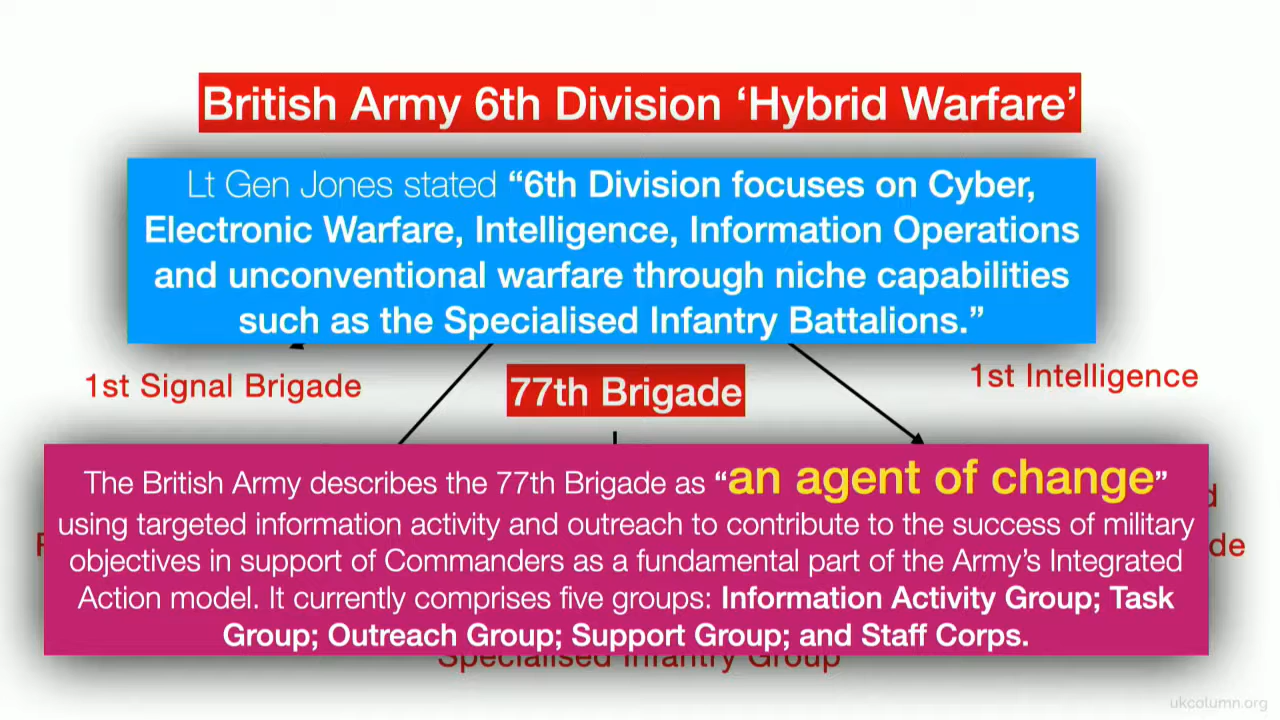 British Army 6th Division ‘Hybrid Warfare’
Lt Gen Jones stated “6th Division focuses on Cyber,
Electronic Warfare, Intelligence, Information Operations
and unconventional warfare through niche capabilities
such as the Specialised Infantry Battalions.”
1st Signal Brigade
77th Brigade
1st Intelligence
The British Army describes the 77th Brigade as “an agent of change”
using targeted information activity and outreach to contribute to the success of military
objectives in support of Commanders as a fundamental part of the Army’s Integrated
Action model. It currently comprises five groups: Information Activity Group; Task
Group; Outreach Group; Support Group; and Staff Corps.
Specialised Infantry Group
ukcolumn.org